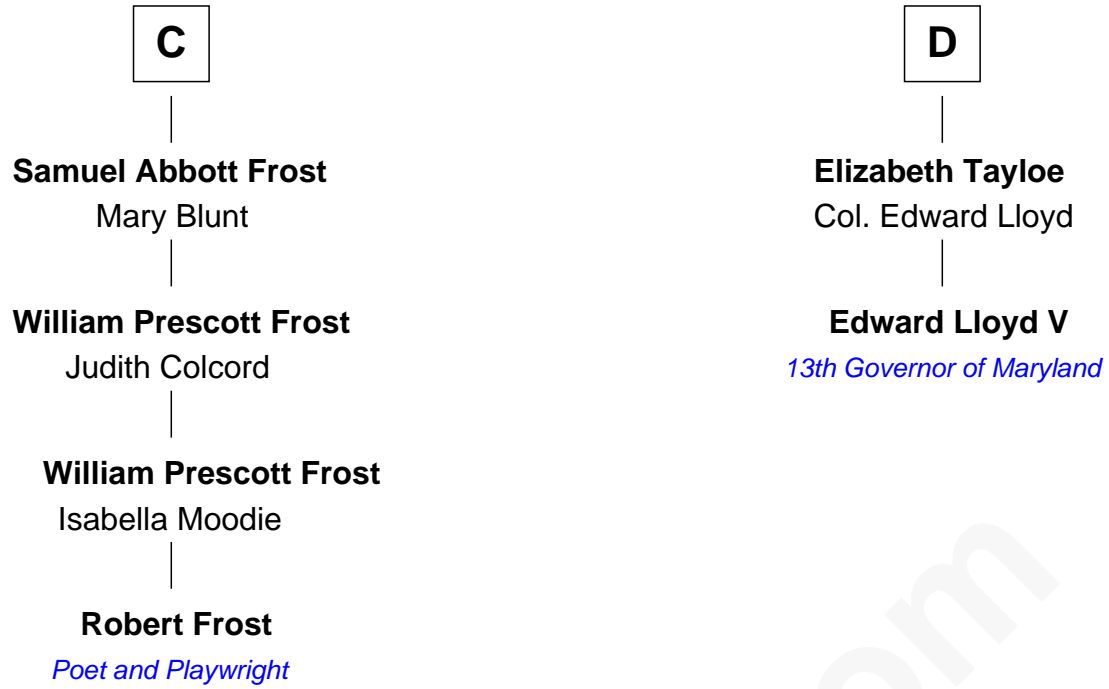 C
Samuel Abbott Frost
Mary Blunt
William Prescott Frost
Judith Colcord
William Prescott Frost
Isabella Moodie
Robert Frost
Poet and Playwright
D
Elizabeth Tayloe
Col. Edward Lloyd
Edward Lloyd V
13th Governor of Maryland
om